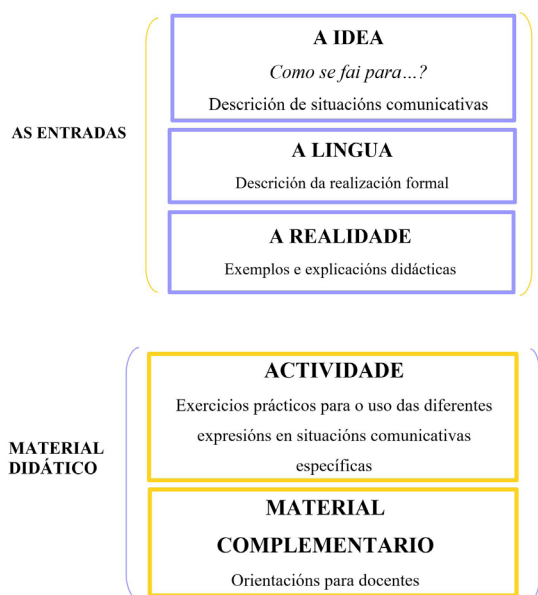 AS ENTRADAS
A IDEA
Como se fai para…?
Descrición de situacións comunicativas
A LINGUA
Descrición da realización formal
A REALIDADE
Exemplos e explicacións didácticas
MATERIAL
DIDÁTICO
ACTIVIDADE
Exercicios prácticos para o uso das diferentes
expresións en situacións comunicativas
específicas
MATERIAL
COMPLEMENTARIO
Orientacións para docentes